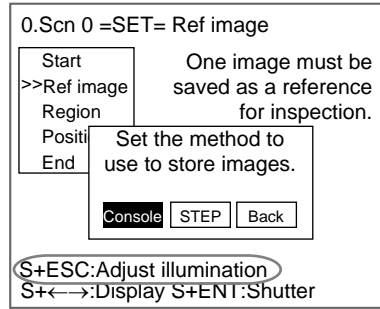 0.Scn 0 =SET= Ref image
Start
>>Ref image
Region
Positi
End
One image must be
saved as a reference
for inspection.
Set the method to
use to store images.
Console STEP Back
S+ESC:Adjust illumination
S+←→:Display S+ENT:Shutter